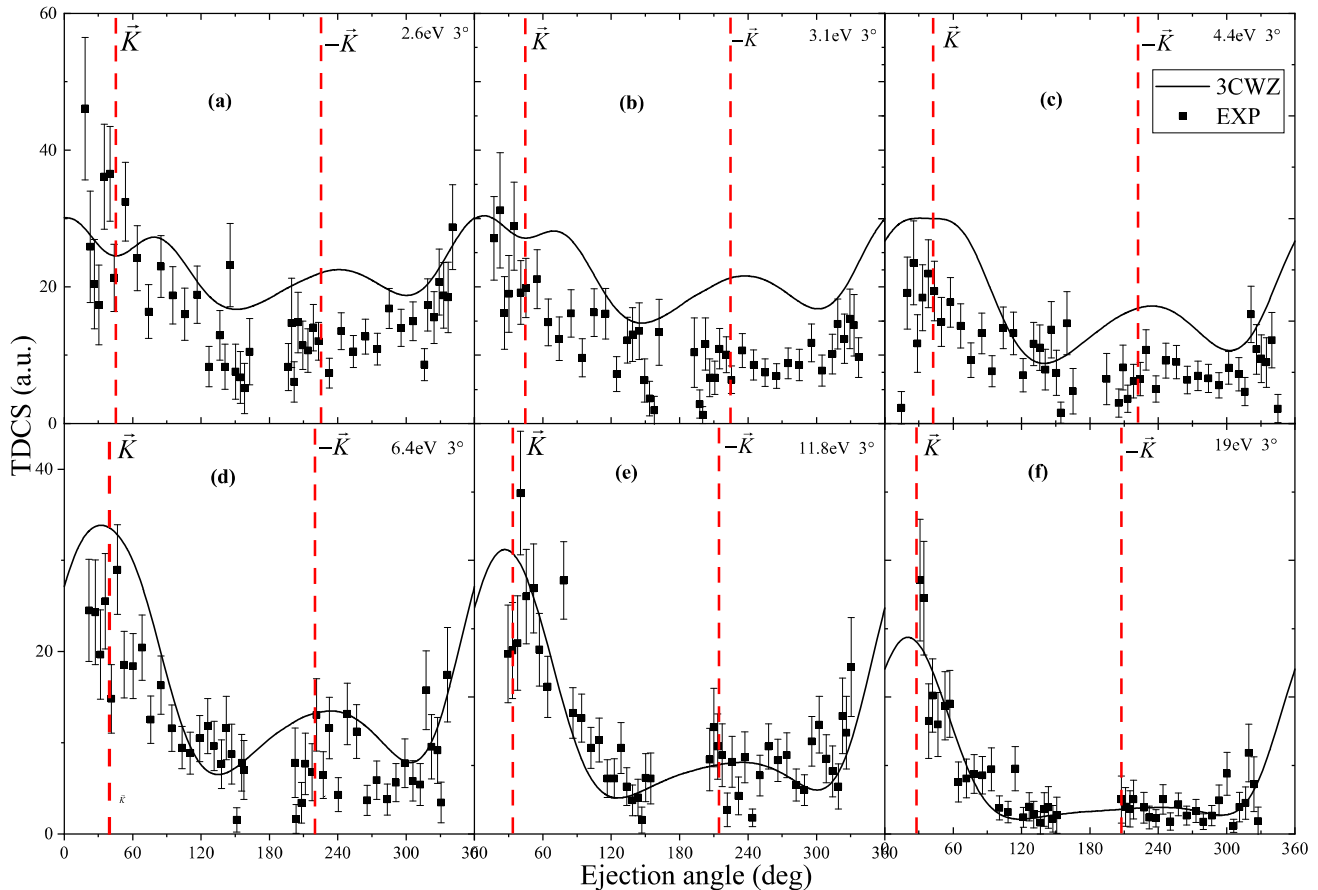 TDCS (a.u.)
60
40
20
0
K⃗
−K⃗
2.6eV 3°
(a)
K⃗
−K⃗
3.1eV 3°
(b)
K⃗
−K⃗
4.4eV 3°
(c)
3CWZ
EXP
40
20
0
K⃗
−K⃗
6.4eV 3°
(d)
K⃗
K⃗
−K⃗
11.8eV 3°
(e)
K⃗
−K⃗
19eV 3°
(f)
0 60 120 180 240 300 360
60 120 180 240 300
60 120 180 240 300 360
Ejection angle (deg)